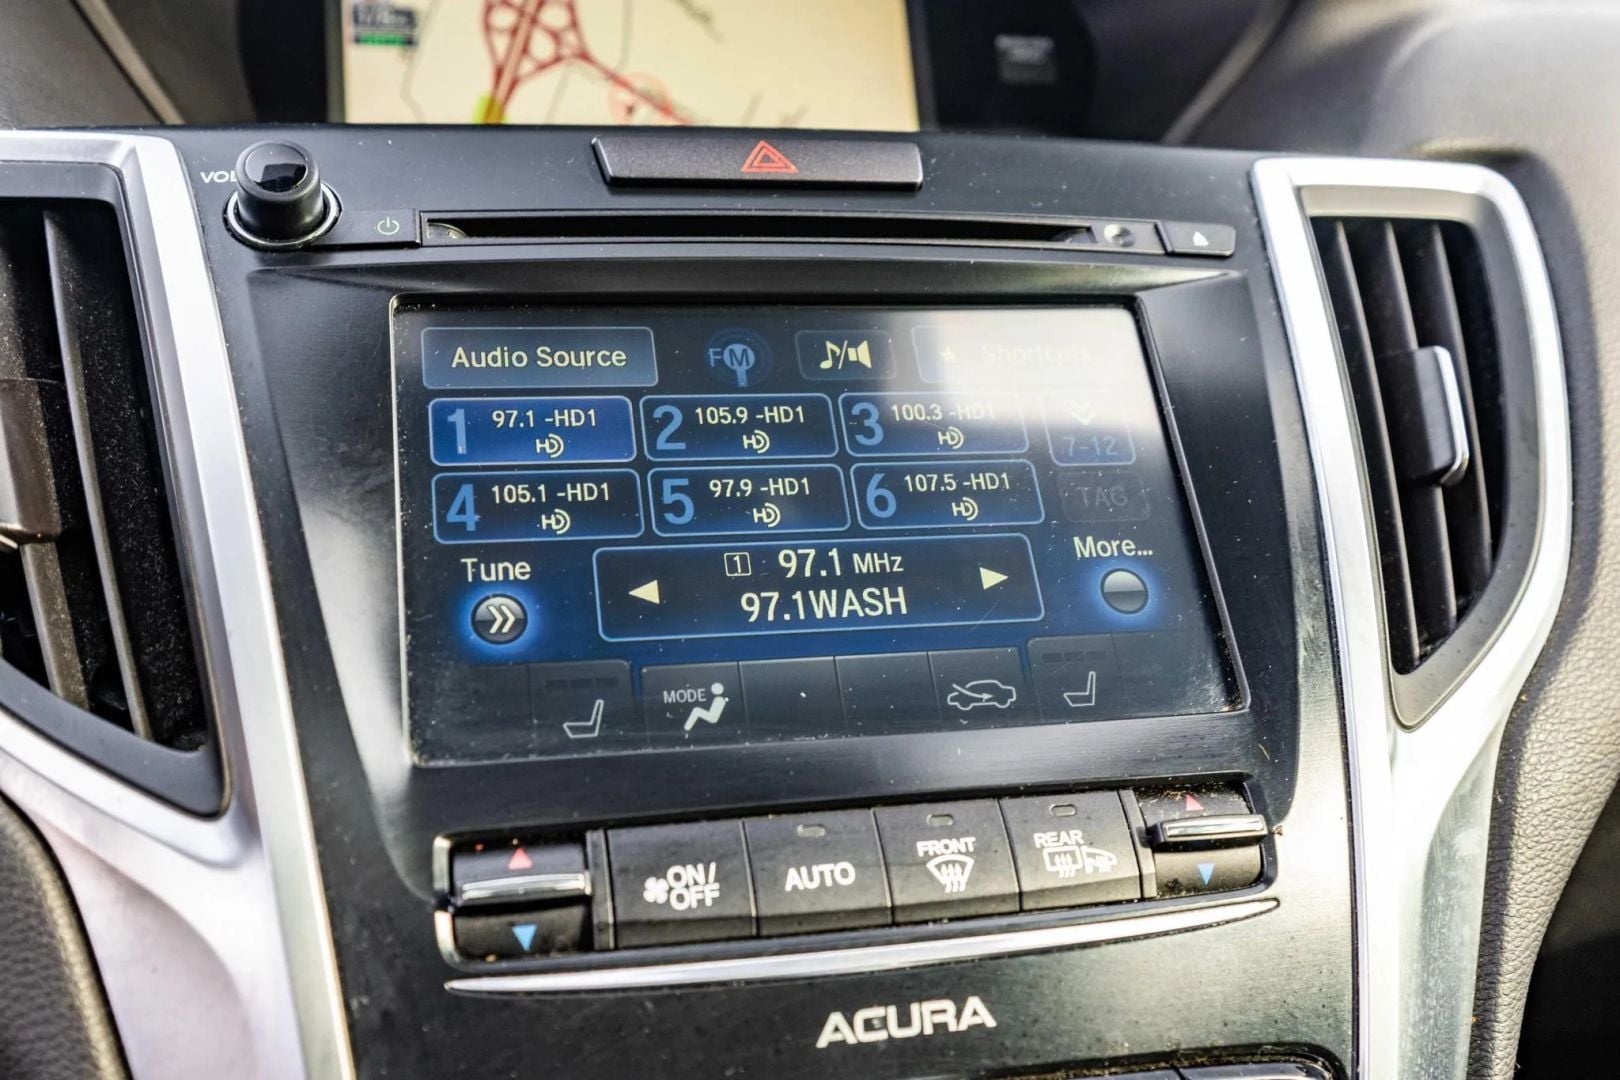 VOL
Audio Source FM Shortcuts
1 97.1 -HD1 2 105.9 -HD1 3 100.3 -HD1
HD HD HD 7-12
4 105.1 -HD1 5 97.9 -HD1 6 107.5 -HD1 TAG
HD HD HD
Tune 1 97.1 MHz More...
97.1WASH
MODE
ON/ OFF AUTO FRONT REAR
ACURA